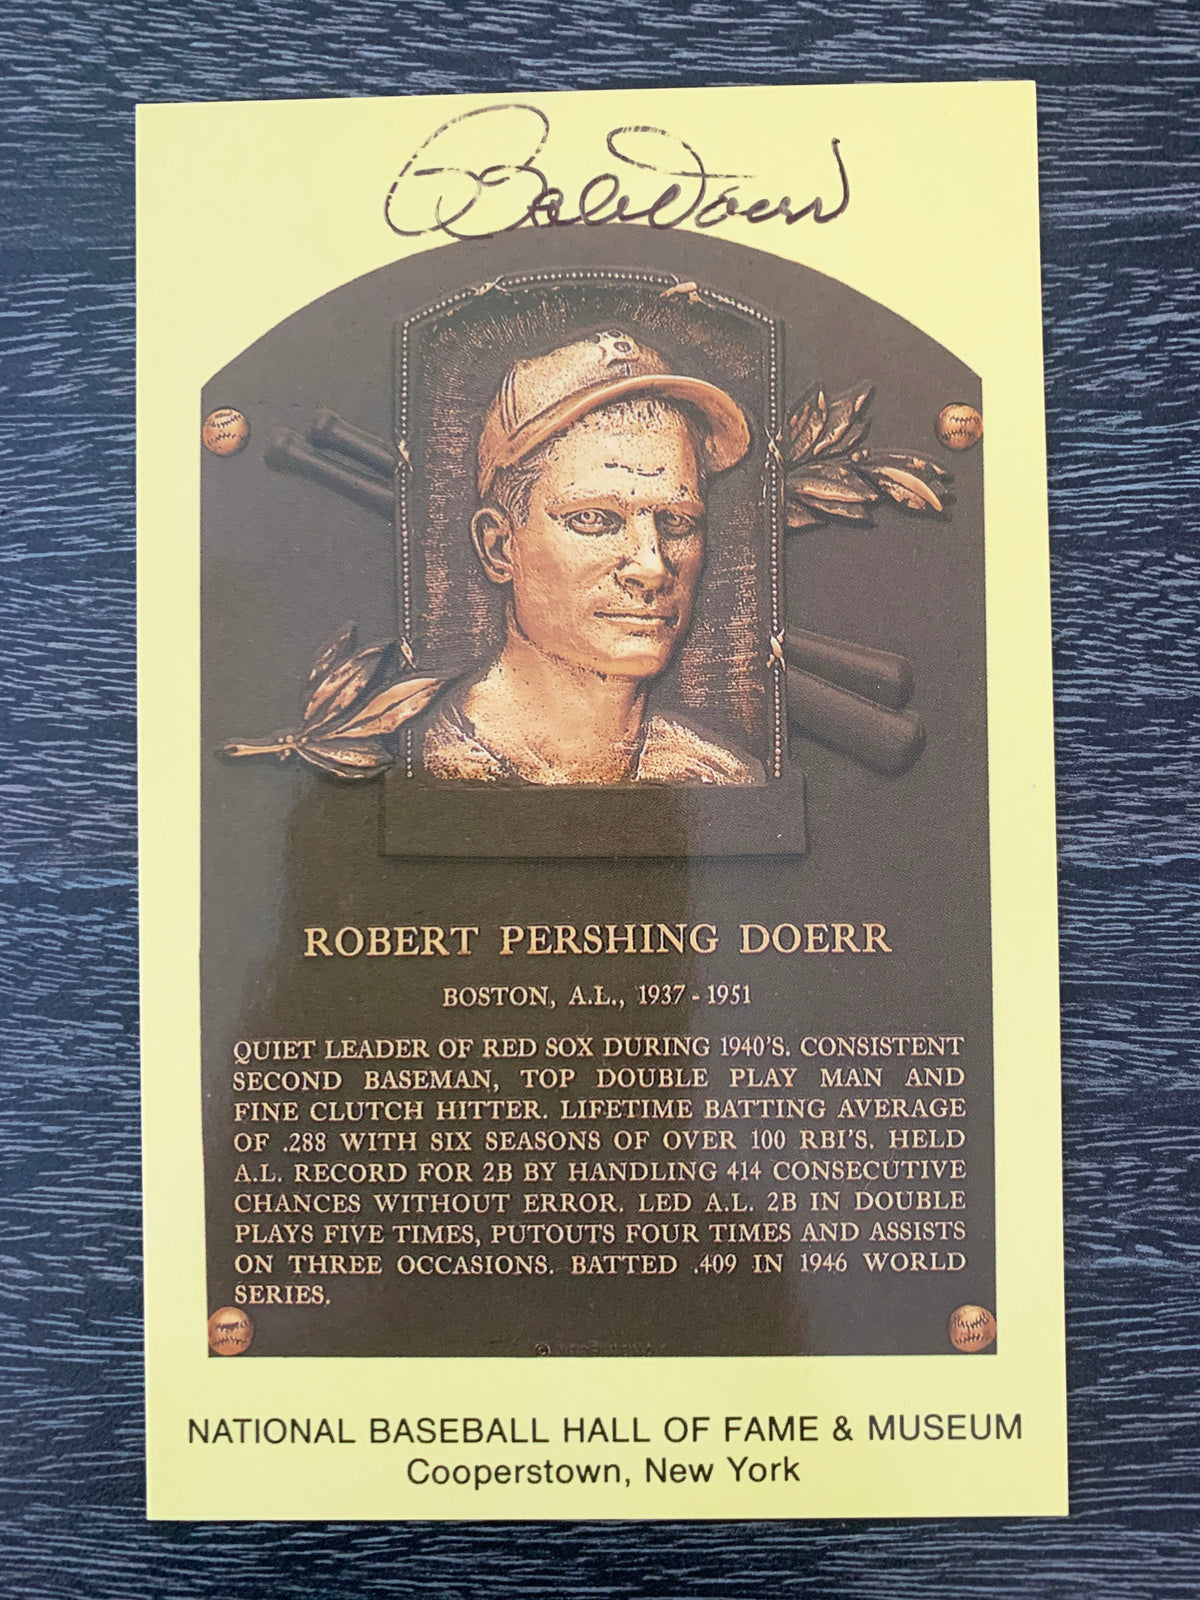 Bobby Doerr
ROBERT PERSHING DOERR
BOSTON, A.L., 1937-1951
QUIET LEADER OF RED SOX DURING 1940'S. CONSISTENT
SECOND BASEMAN, TOP DOUBLE PLAY MAN AND
FINE CLUTCH HITTER. LIFETIME BATTING AVERAGE
OF .288 WITH SIX SEASONS OF OVER 100 RBI'S. HELD
A.L. RECORD FOR 2B BY HANDLING 414 CONSECUTIVE
CHANCES WITHOUT ERROR. LED A.L. 2B IN DOUBLE
PLAYS FIVE TIMES, PUTOUTS FOUR TIMES AND ASSISTS
ON THREE OCCASIONS. BATTED .409 IN 1946 WORLD
SERIES.
NATIONAL BASEBALL HALL OF FAME & MUSEUM
Cooperstown, New York